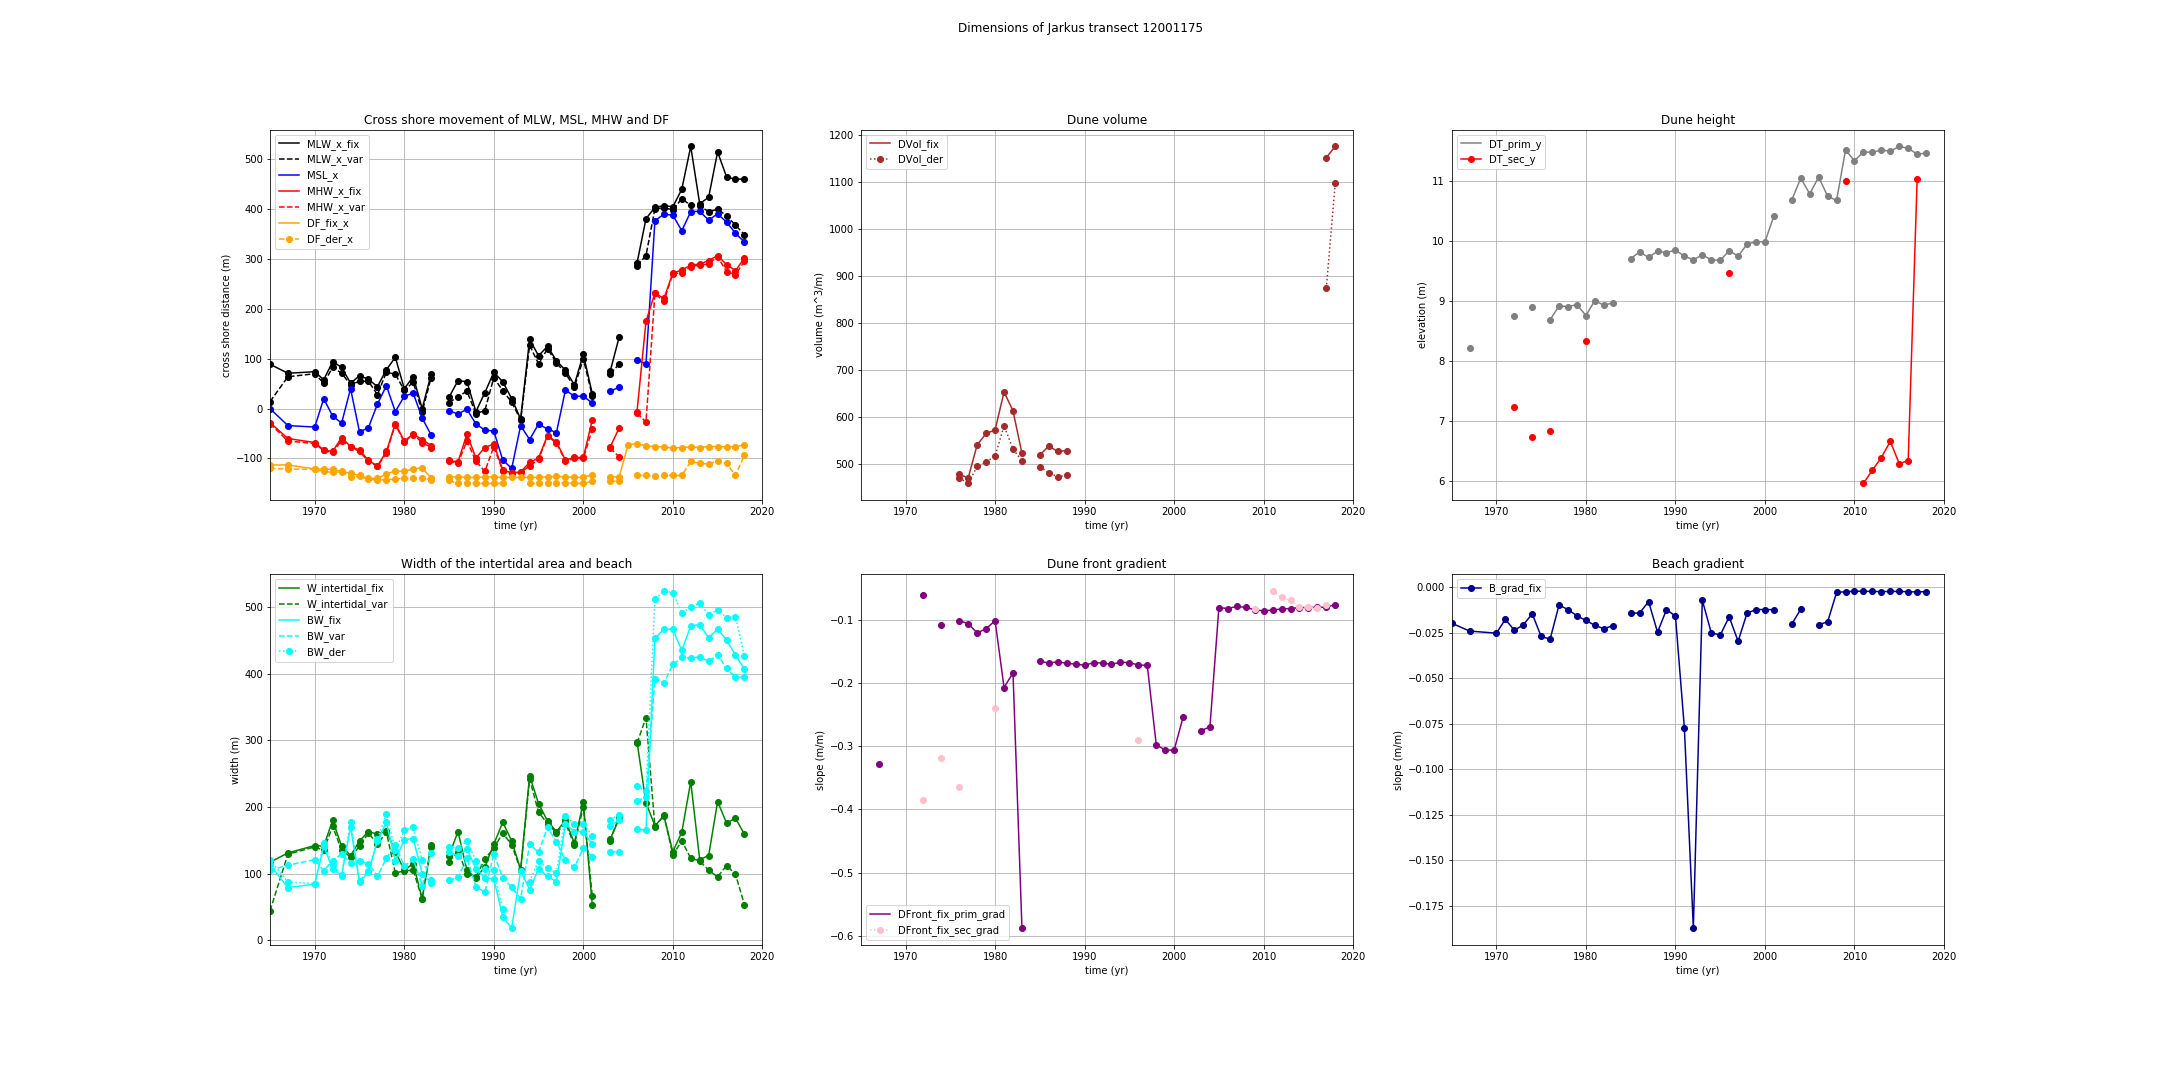 Dimensions of Jarkus transect 12001175
Cross shore movement of MLW, MSL, MHW and DF
MLW_x_fix
MLW_x_var
MSL_x
MHW_x_fix
MHW_x_var
DF_fix_x
DF_der_x
cross shore distance (m)
500
400
300
200
100
0
−100
1970 1980 1990 2000 2010 2020
time (yr)
Dune volume
DVol_fix
DVol_der
volume (m^3/m)
1200
1100
1000
900
800
700
600
500
1970 1980 1990 2000 2010 2020
time (yr)
Dune height
DT_prim_y
DT_sec_y
elevation (m)
11
10
9
8
7
6
1970 1980 1990 2000 2010 2020
time (yr)
Width of the intertidal area and beach
W_intertidal_fix
W_intertidal_var
BW_fix
BW_var
BW_der
width (m)
500
400
300
200
100
0
1970 1980 1990 2000 2010 2020
time (yr)
Dune front gradient
slope (m/m)
−0.1
−0.2
−0.3
−0.4
−0.5
−0.6
DFront_fix_prim_grad
DFront_fix_sec_grad
1970 1980 1990 2000 2010 2020
time (yr)
Beach gradient
B_grad_fix
slope (m/m)
0.000
−0.025
−0.050
−0.075
−0.100
−0.125
−0.150
−0.175
1970 1980 1990 2000 2010 2020
time (yr)